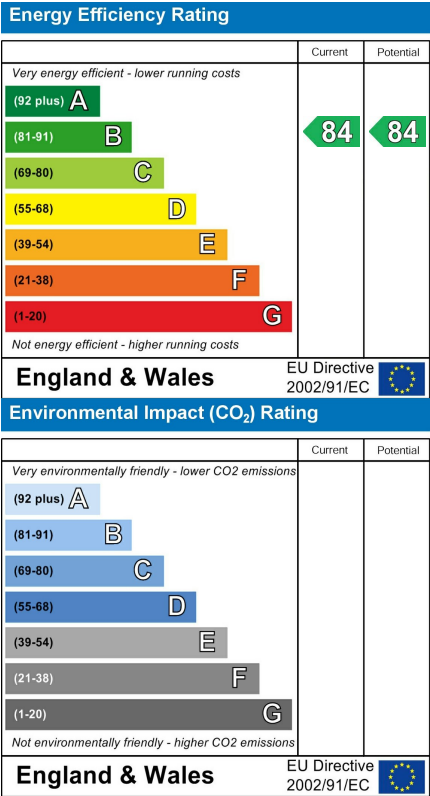 Energy Efficiency Rating
Current Potential
Very energy efficient - lower running costs
(92 plus) A
(81-91) B 84 84
(69-80) C
(55-68) D
(39-54) E
(21-38) F
(1-20) G
Not energy efficient - higher running costs
England & Wales EU Directive 2002/91/EC
Environmental Impact (CO₂) Rating
Current Potential
Very environmentally friendly - lower CO2 emissions
(92 plus) A
(81-91) B
(69-80) C
(55-68) D
(39-54) E
(21-38) F
(1-20) G
Not environmentally friendly - higher CO2 emissions
England & Wales EU Directive 2002/91/EC